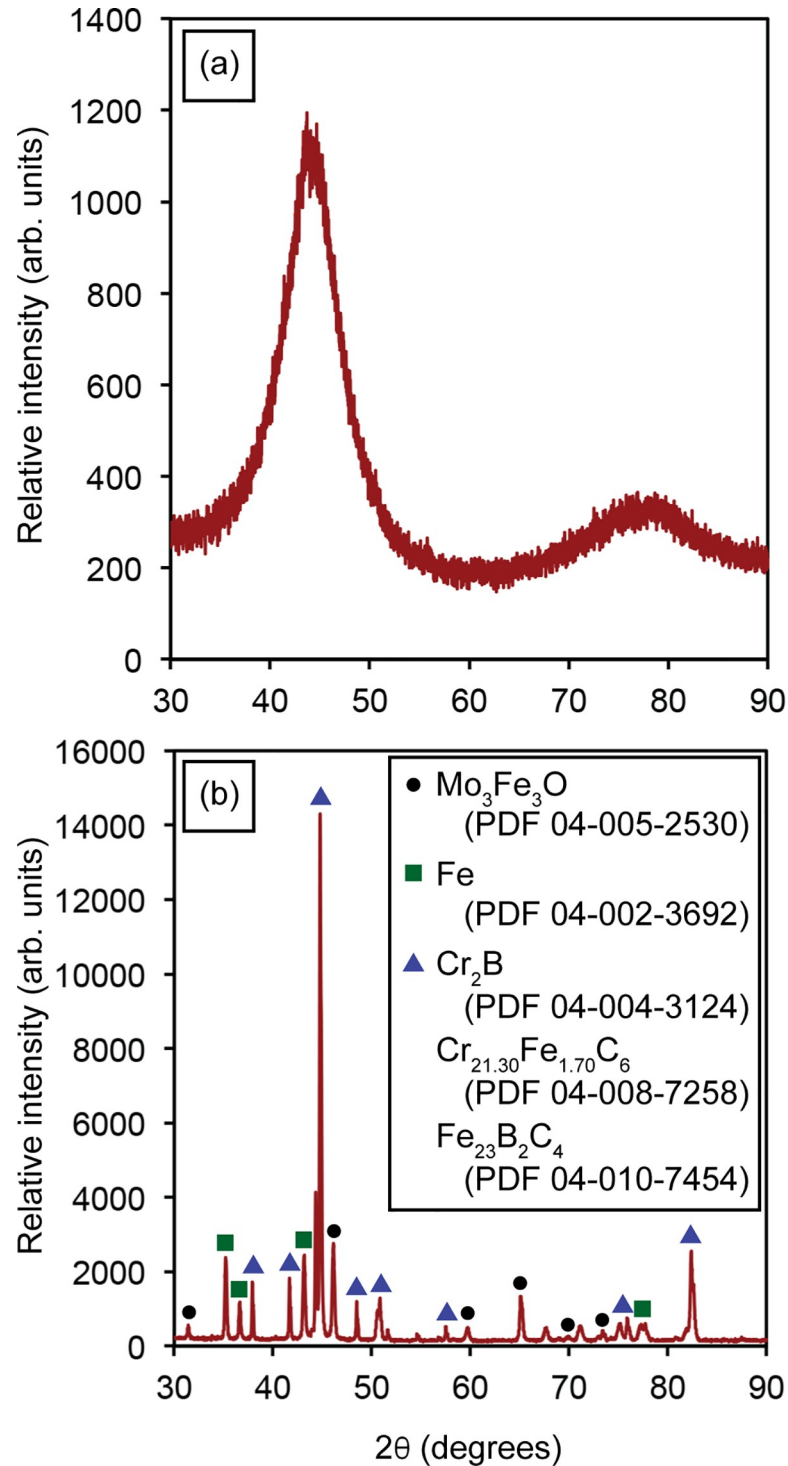 (a)
Relative intensity (arb. units)
1400
1200
1000
800
600
400
200
0
30 40 50 60 70 80 90
(b)
Relative intensity (arb. units)
16000
14000
12000
10000
8000
6000
4000
2000
0
Mo₃Fe₃O
(PDF 04-005-2530)
Fe
(PDF 04-002-3692)
Cr₂B
(PDF 04-004-3124)
Cr₂₁.₃₀Fe₁.₇₀C₆
(PDF 04-008-7258)
Fe₂₃B₂C₄
(PDF 04-010-7454)
30 40 50 60 70 80 90
2θ (degrees)